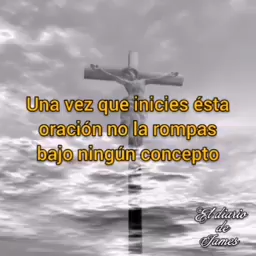 Una vez que inicies ésta
oración no la rompas
bajo ningún concepto
El diario
de
James